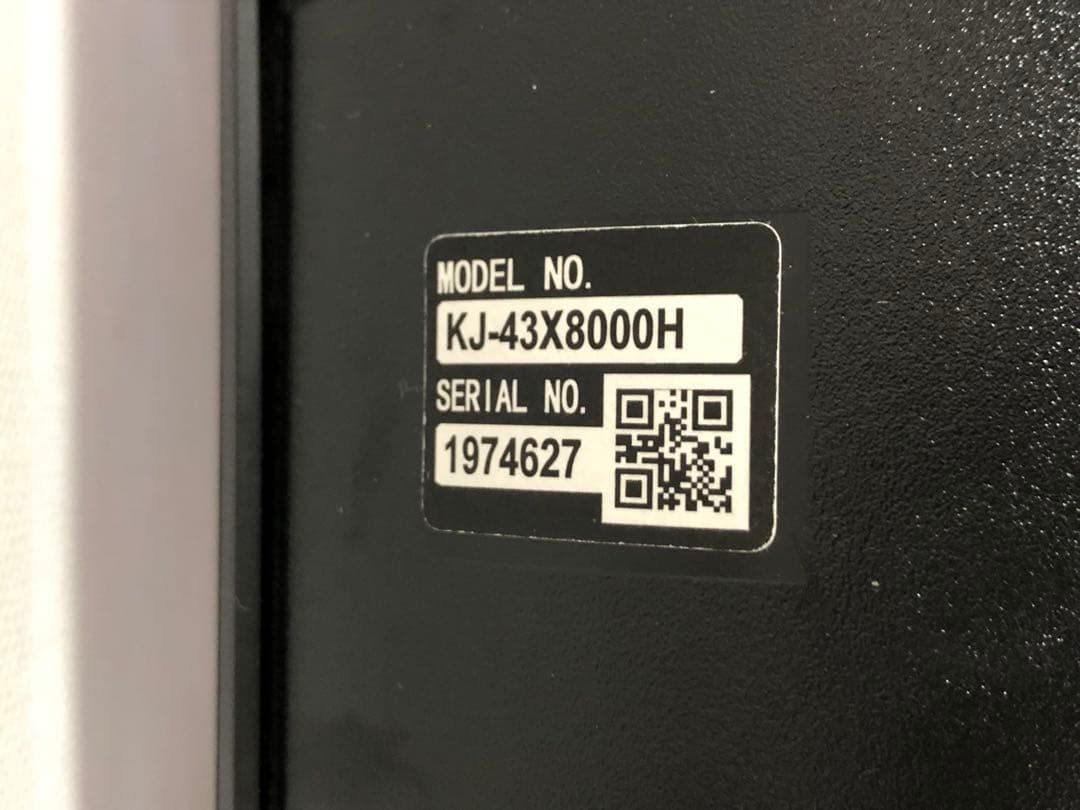 MODEL NO.
KJ-43X8000H
SERIAL NO.
1974627